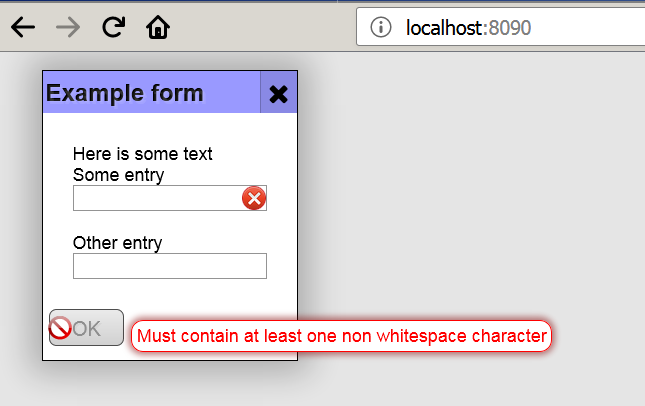 localhost:8090
Example form
Here is some text
Some entry
Other entry
OK
Must contain at least one non whitespace character